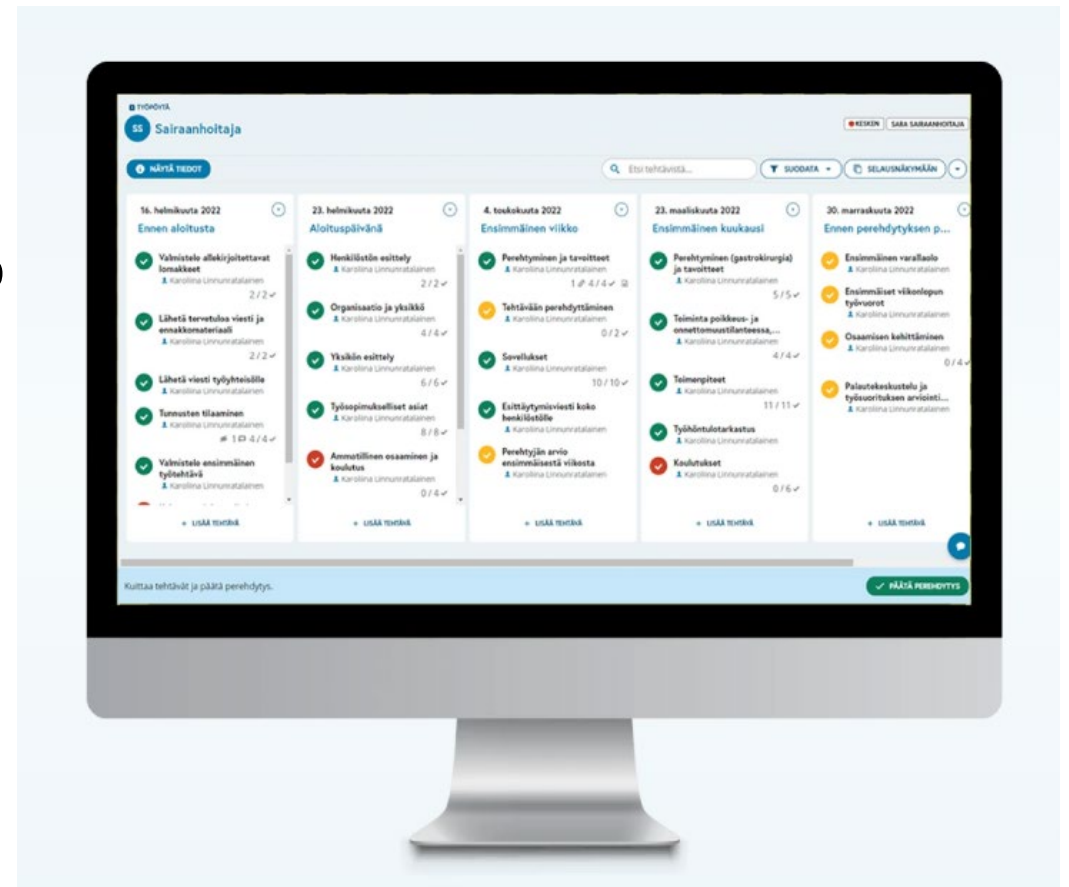 TYÖPÖYTÄ
SS Sairaanhoitaja
KESKEN SARA SAIRAANHOITAJA
NÄYTÄ TIEDOT
Etsi tehtävistä...
SUODATA
SELAUSNÄKYMÄÄN
16. helmikuuta 2022
Ennen aloitusta
Valmistele allekirjoitettavat
lomakkeet
Karoliina Linnunratalainen
2/2
Lähetä tervetuloa viesti ja
ennakkomateriaali
Karoliina Linnunratalainen
2/2
Lähetä viesti työyhteisölle
Karoliina Linnunratalainen
Tunnusten tilaaminen
Karoliina Linnunratalainen
1 4/4
Valmistele ensimmäinen
työtehtävä
Karoliina Linnunratalainen
+ LISÄÄ TEHTÄVÄ
23. helmikuuta 2022
Aloituspäivänä
Henkilöstön esittely
Karoliina Linnunratalainen
2/2
Organisaatio ja yksikkö
Karoliina Linnunratalainen
4/4
Yksikön esittely
Karoliina Linnunratalainen
6/6
Työsopimukselliset asiat
Karoliina Linnunratalainen
8/8
Ammatillinen osaaminen ja
koulutus
Karoliina Linnunratalainen
0/4
+ LISÄÄ TEHTÄVÄ
4. toukokuuta 2022
Ensimmäinen viikko
Perehtyminen ja tavoitteet
Karoliina Linnunratalainen
1 4/4
Tehtävään perehdyttäminen
Karoliina Linnunratalainen
0/2
Sovellukset
Karoliina Linnunratalainen
10/10
Esittäytymisviesti koko
henkilöstölle
Karoliina Linnunratalainen
Perehtyjän arvio
ensimmäisestä viikosta
Karoliina Linnunratalainen
+ LISÄÄ TEHTÄVÄ
23. maaliskuuta 2022
Ensimmäinen kuukausi
Perehtyminen (gastrokirurgia)
ja tavoitteet
Karoliina Linnunratalainen
5/5
Toiminta poikkeus- ja
onnettomuustilanteessa,...
Karoliina Linnunratalainen
4/4
Toimenpiteet
Karoliina Linnunratalainen
11/11
Työhöntulotarkastus
Karoliina Linnunratalainen
Koulutukset
Karoliina Linnunratalainen
0/6
+ LISÄÄ TEHTÄVÄ
30. marraskuuta 2022
Ennen perehdytyksen p...
Ensimmäinen varallaolo
Karoliina Linnunratalainen
Ensimmäiset viikonlopun
työvuorot
Karoliina Linnunratalainen
Osaamisen kehittäminen
Karoliina Linnunratalainen
0/4
Palautekeskustelu ja
työsuorituksen arviointi...
Karoliina Linnunratalainen
+ LISÄÄ TEHTÄVÄ
Kuittaa tehtävät ja päätä perehdytys.
PÄÄTÄ PEREHDYTYS